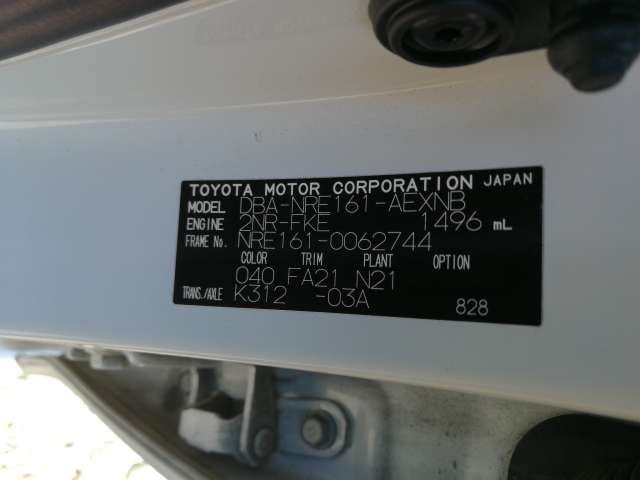 TOYOTA MOTOR CORPORATION JAPAN
MODEL DBA-NRE161-AEXNB
ENGINE 2NR-FKE 1496 mL
FRAME No. NRE161-0062744
COLOR TRIM PLANT OPTION
040 FA21 N21
TRANS./AXLE K312 -03A
828